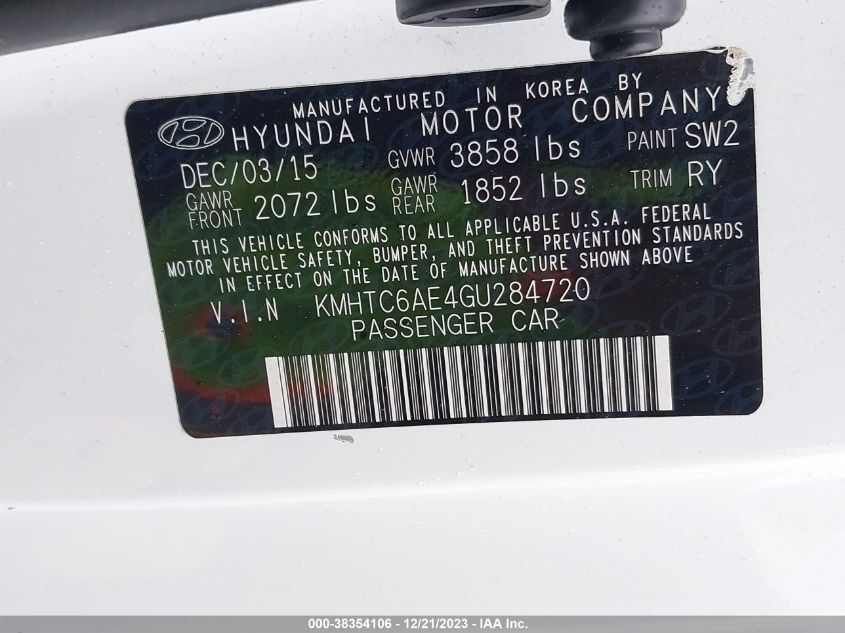 MANUFACTURED IN KOREA BY
HYUNDAI MOTOR COMPANY
DEC/03/15 GVWR 3858 lbs PAINT SW2
GAWR FRONT 2072 lbs GAWR REAR 1852 lbs TRIM RY
THIS VEHICLE CONFORMS TO ALL APPLICABLE U.S.A. FEDERAL
MOTOR VEHICLE SAFETY, BUMPER, AND THEFT PREVENTION STANDARDS
IN EFFECT ON THE DATE OF MANUFACTURE SHOWN ABOVE
V.I.N KMHTC6AE4GU284720
PASSENGER CAR
000-38354106 - 12/21/2023 - IAA Inc.